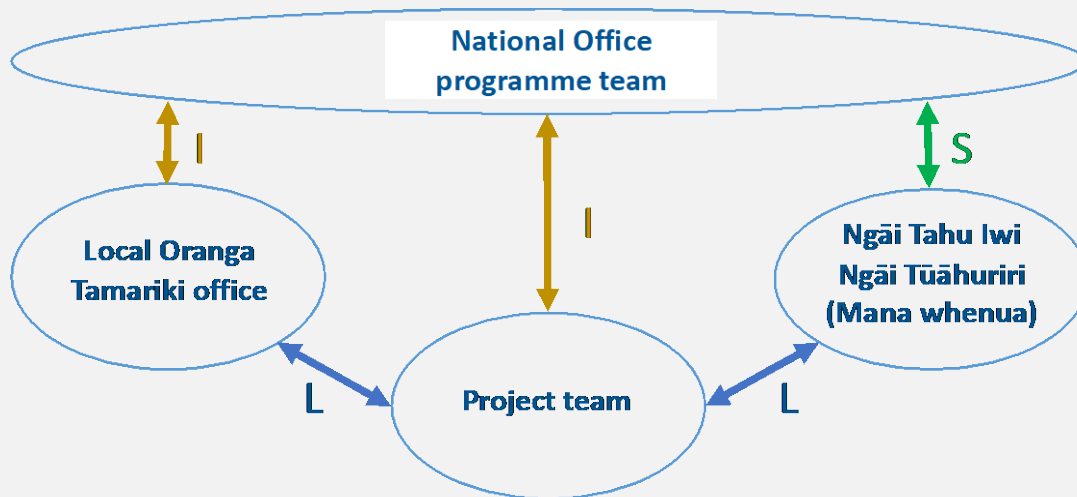 National Office
programme team
I
I
S
Local Oranga
Tamariki office
Ngāi Tahu Iwi
Ngāi Tūāhuriri
(Mana whenua)
L
Project team
L